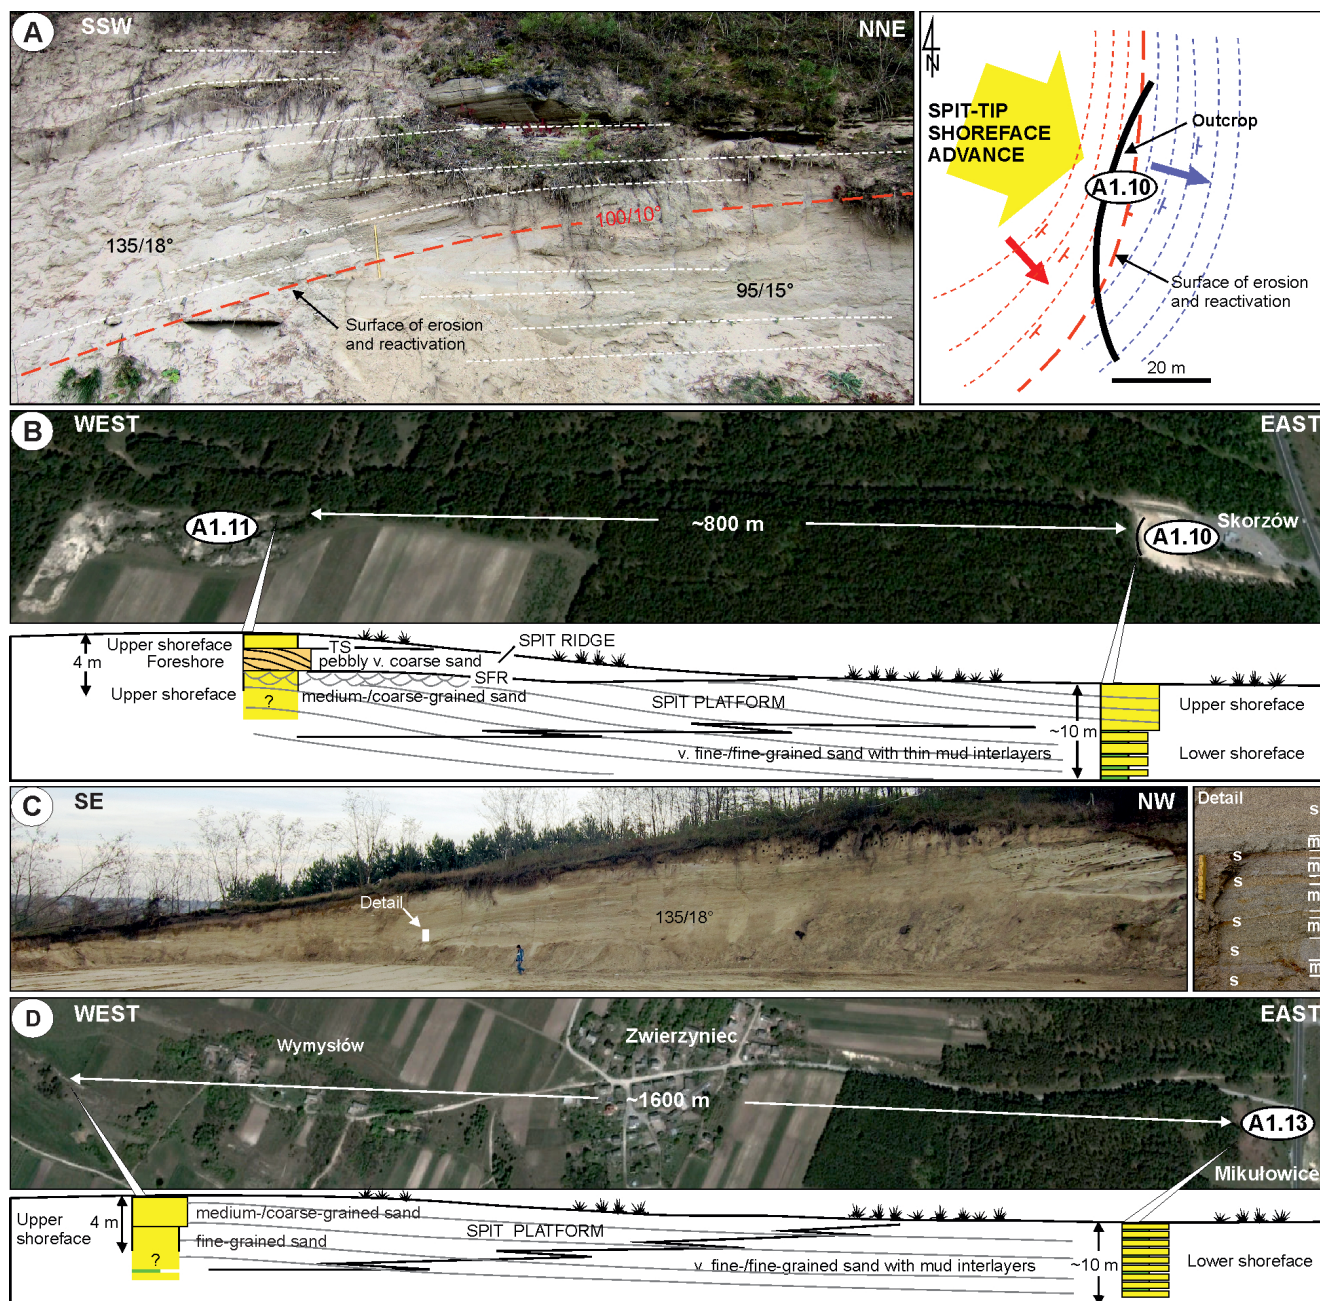 A
SSW
NNE
135/18°
100/10°
95/15°
Surface of erosion
and reactivation
N
SPIT-TIP
SHOREFACE
ADVANCE
Outcrop
A1.10
Surface of erosion
and reactivation
20 m
B
WEST
EAST
A1.11
~800 m
A1.10
Skorzów
4 m
Upper shoreface
Foreshore
Upper shoreface
?
TS
pebbly v. coarse sand
SPIT RIDGE
SFR
medium-/coarse-grained sand
SPIT PLATFORM
v. fine-/fine-grained sand with thin mud interlayers
~10 m
Upper shoreface
Lower shoreface
C
SE
NW
Detail
135/18°
Detail
s
m
s
m
s
m
s
m
s
m
s
D
WEST
EAST
Wymysłów
Zwierzyniec
~1600 m
A1.13
Mikułowice
Upper
shoreface
4 m
?
medium-/coarse-grained sand
fine-grained sand
SPIT PLATFORM
v. fine-/fine-grained sand with mud interlayers
~10 m
Lower shoreface